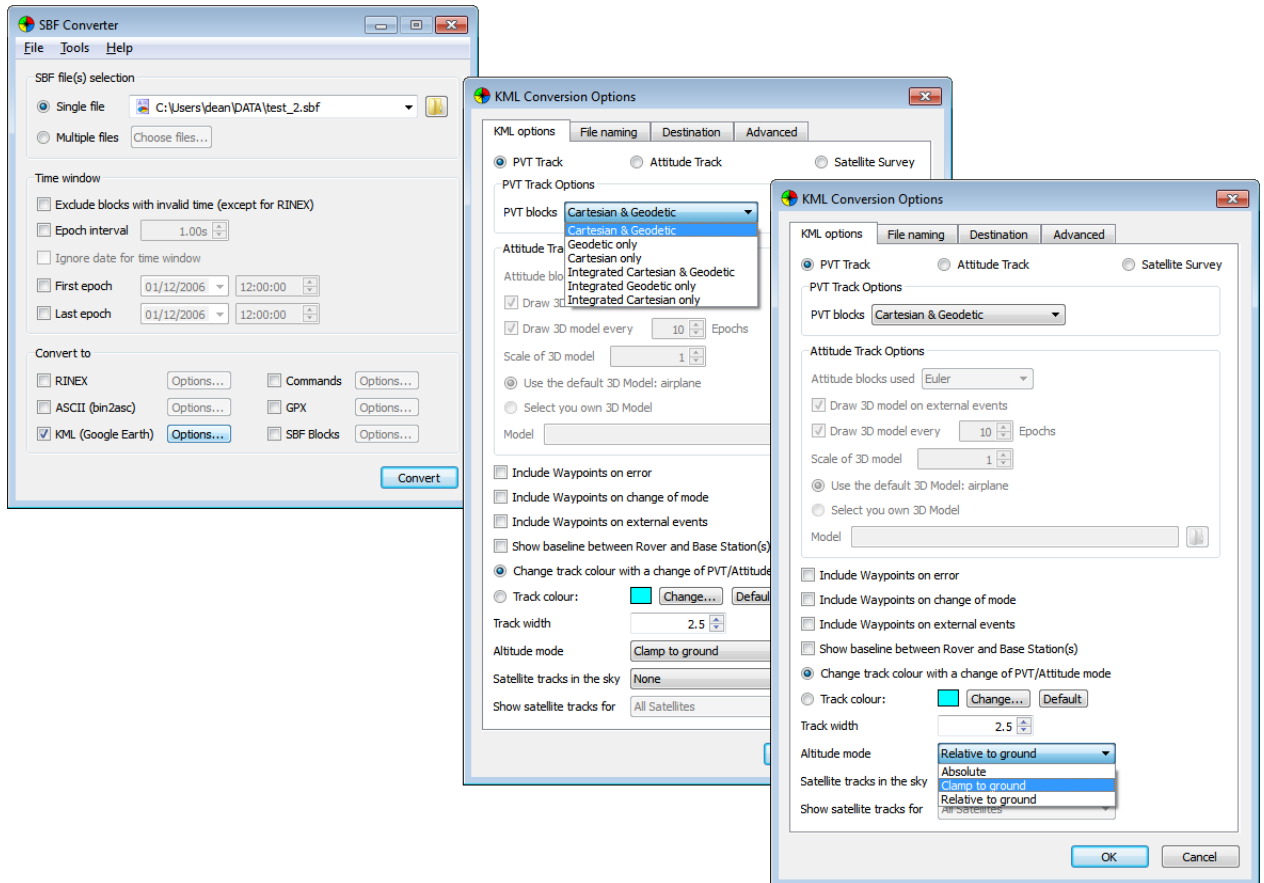 SBF Converter
File Tools Help
SBF file(s) selection
Single file C:\Users\dean\DATA\test_2.sbf
Multiple files Choose files...
Time window
Exclude blocks with invalid time (except for RINEX)
Epoch interval 1.00s
Ignore date for time window
First epoch 01/12/2006 12:00:00
Last epoch 01/12/2006 12:00:00
Convert to
RINEX Options... Commands Options...
ASCII (bin2asc) Options... GPX Options...
KML (Google Earth) Options... SBF Blocks Options...
Convert
KML Conversion Options
KML options File naming Destination Advanced
PVT Track Attitude Track Satellite Survey
PVT Track Options
PVT blocks Cartesian & Geodetic
Cartesian & Geodetic
Geodetic only
Cartesian only
Integrated Cartesian & Geodetic
Integrated Geodetic only
Integrated Cartesian only
Attitude Tra
Attitude blo
Draw 3D
Draw 3D model every 10 Epochs
Scale of 3D model 1
Use the default 3D Model: airplane
Select you own 3D Model
Model
Include Waypoints on error
Include Waypoints on change of mode
Include Waypoints on external events
Show baseline between Rover and Base Station(s)
Change track colour with a change of PVT/Attitude
Track colour: Change... Defaul
Track width 2.5
Altitude mode Clamp to ground
Satellite tracks in the sky None
Show satellite tracks for All Satellites
KML Conversion Options
KML options File naming Destination Advanced
PVT Track Attitude Track Satellite Survey
PVT Track Options
PVT blocks Cartesian & Geodetic
Attitude Track Options
Attitude blocks used Euler
Draw 3D model on external events
Draw 3D model every 10 Epochs
Scale of 3D model 1
Use the default 3D Model: airplane
Select you own 3D Model
Model
Include Waypoints on error
Include Waypoints on change of mode
Include Waypoints on external events
Show baseline between Rover and Base Station(s)
Change track colour with a change of PVT/Attitude mode
Track colour: Change... Default
Track width 2.5
Altitude mode Relative to ground
Absolute
Satellite tracks in the sky Clamp to ground
Relative to ground
Show satellite tracks for All Satellites
OK Cancel